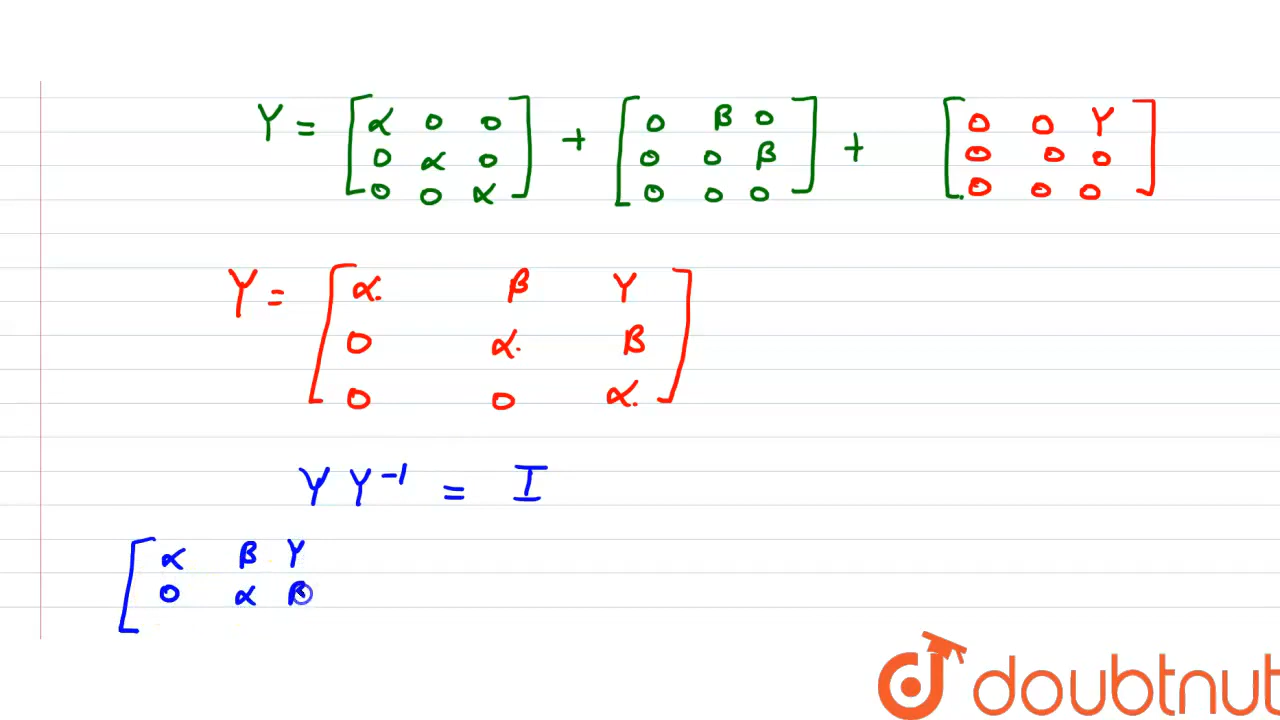 Y = [α 0 0 + [0 β 0 + [0 0 γ
0 α 0] 0 0 β] 0 0 0]
0 0 α 0 0 0 0 0 0
Y = [α β γ
0 α β
0 0 α]
Y Y⁻¹ = I
[α β γ
0 α β
doubtnut